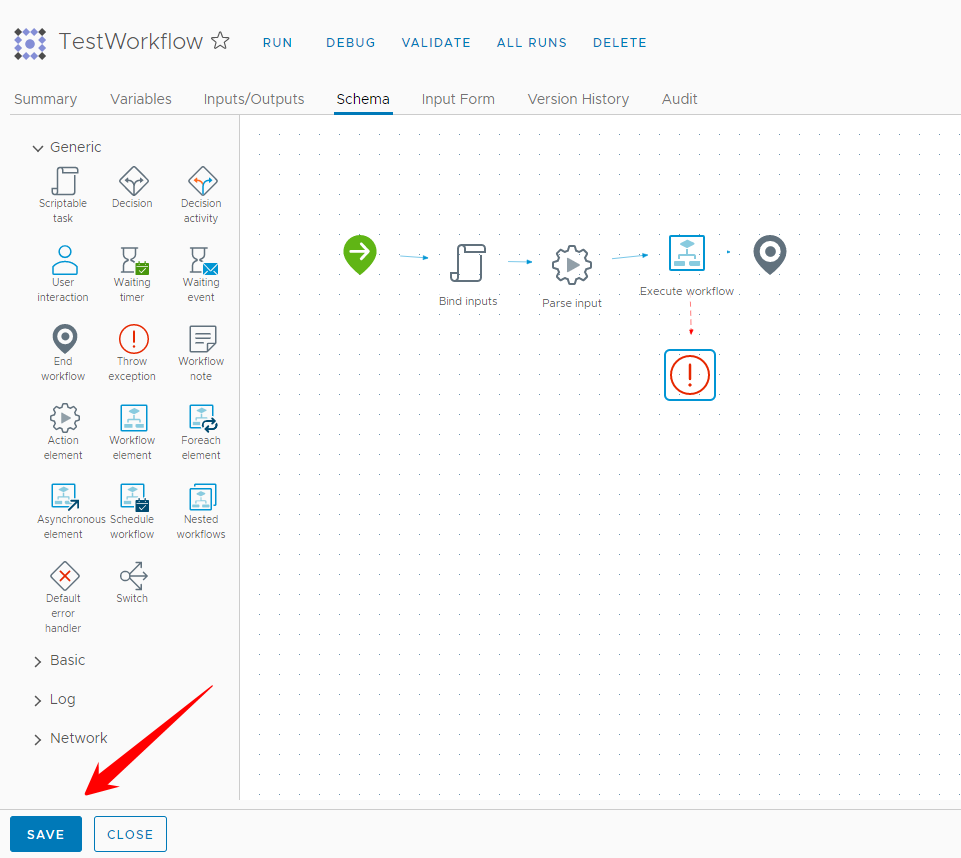 TestWorkflow
RUN
DEBUG
VALIDATE
ALL RUNS
DELETE
Summary
Variables
Inputs/Outputs
Schema
Input Form
Version History
Audit
Generic
Scriptable
task
Decision
Decision
activity
User
interaction
Waiting
timer
Waiting
event
End
workflow
Throw
exception
Workflow
note
Action
element
Workflow
element
Foreach
element
Asynchronous
element
Schedule
workflow
Nested
workflows
Default
error
handler
Switch
Basic
Log
Network
Bind inputs
Parse input
Execute workflow
SAVE
CLOSE